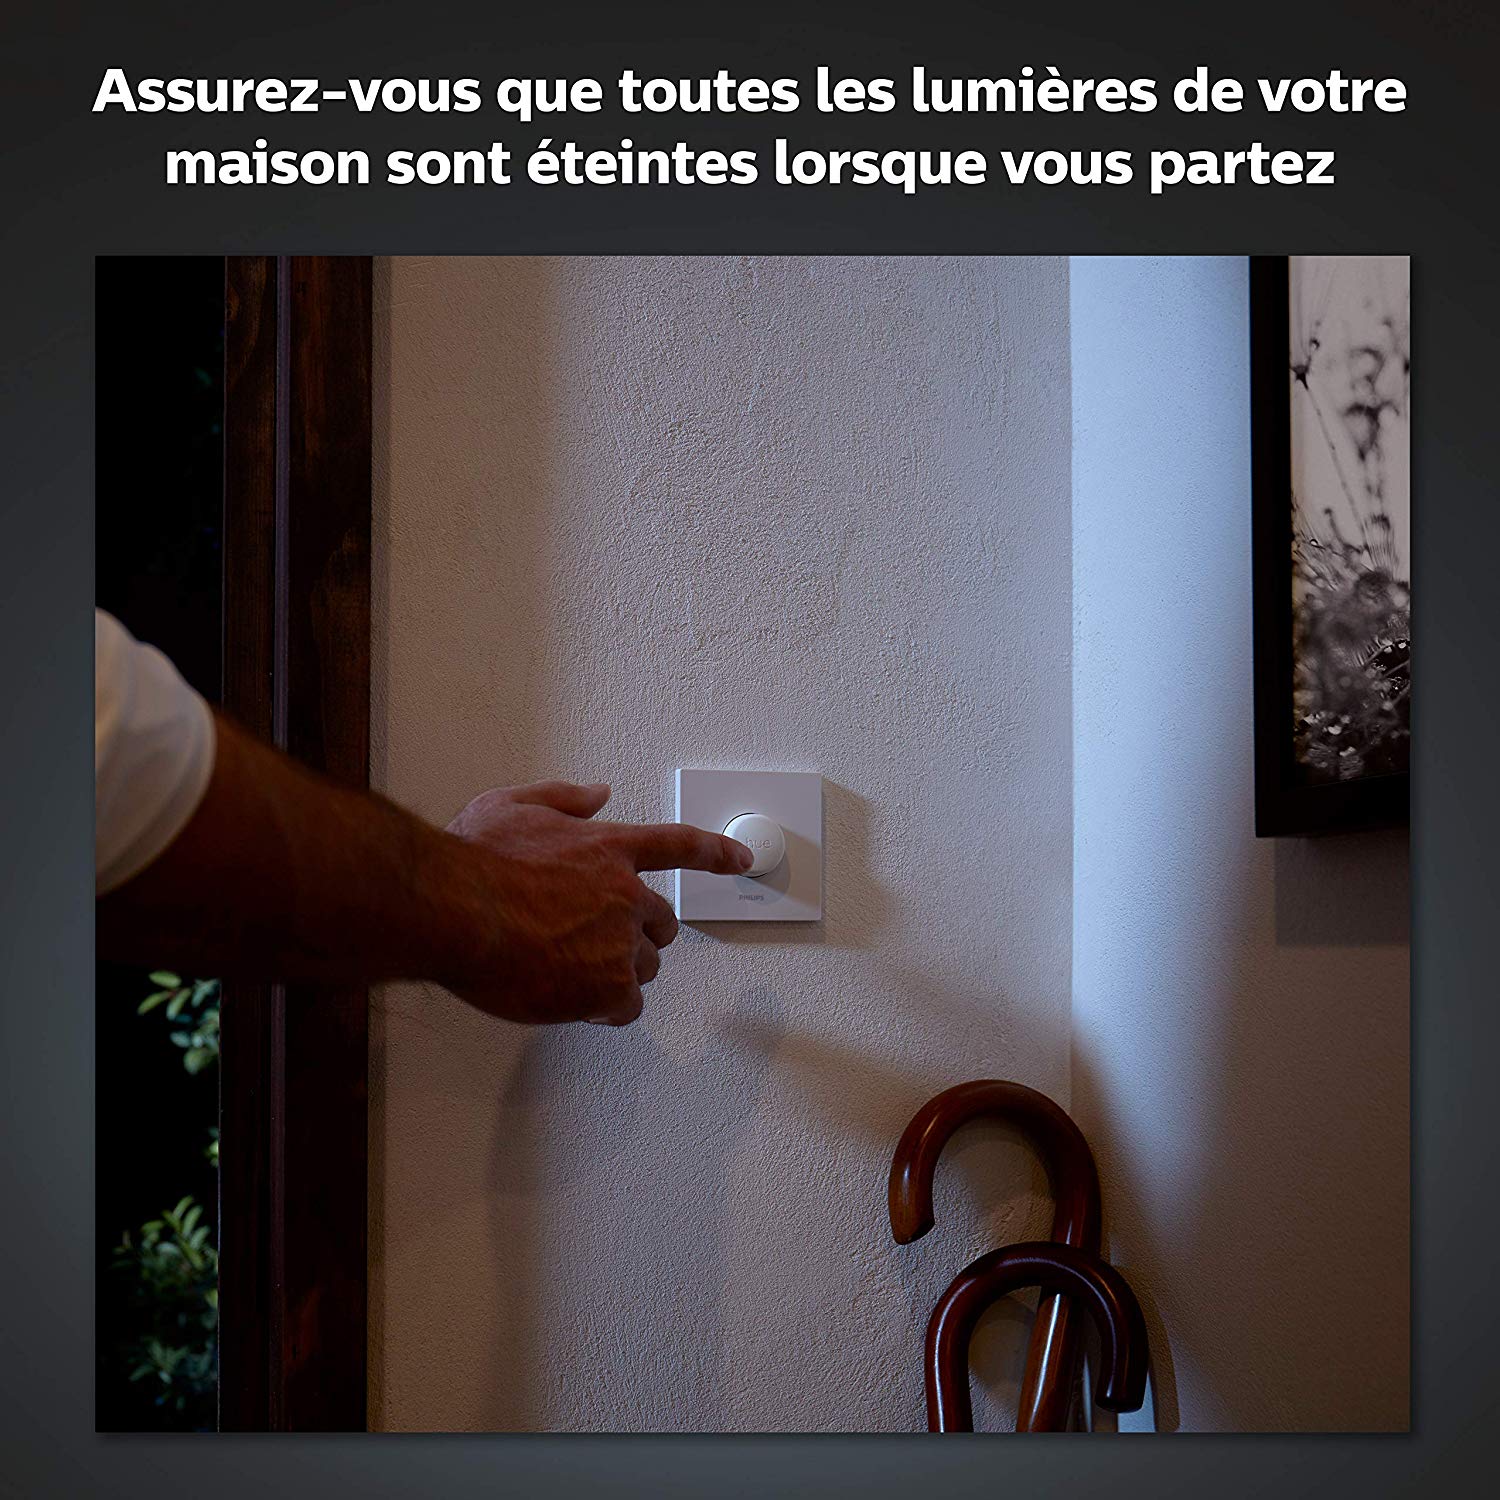 Assurez-vous que toutes les lumières de votre
maison sont éteintes lorsque vous partez
hue
PHILIPS